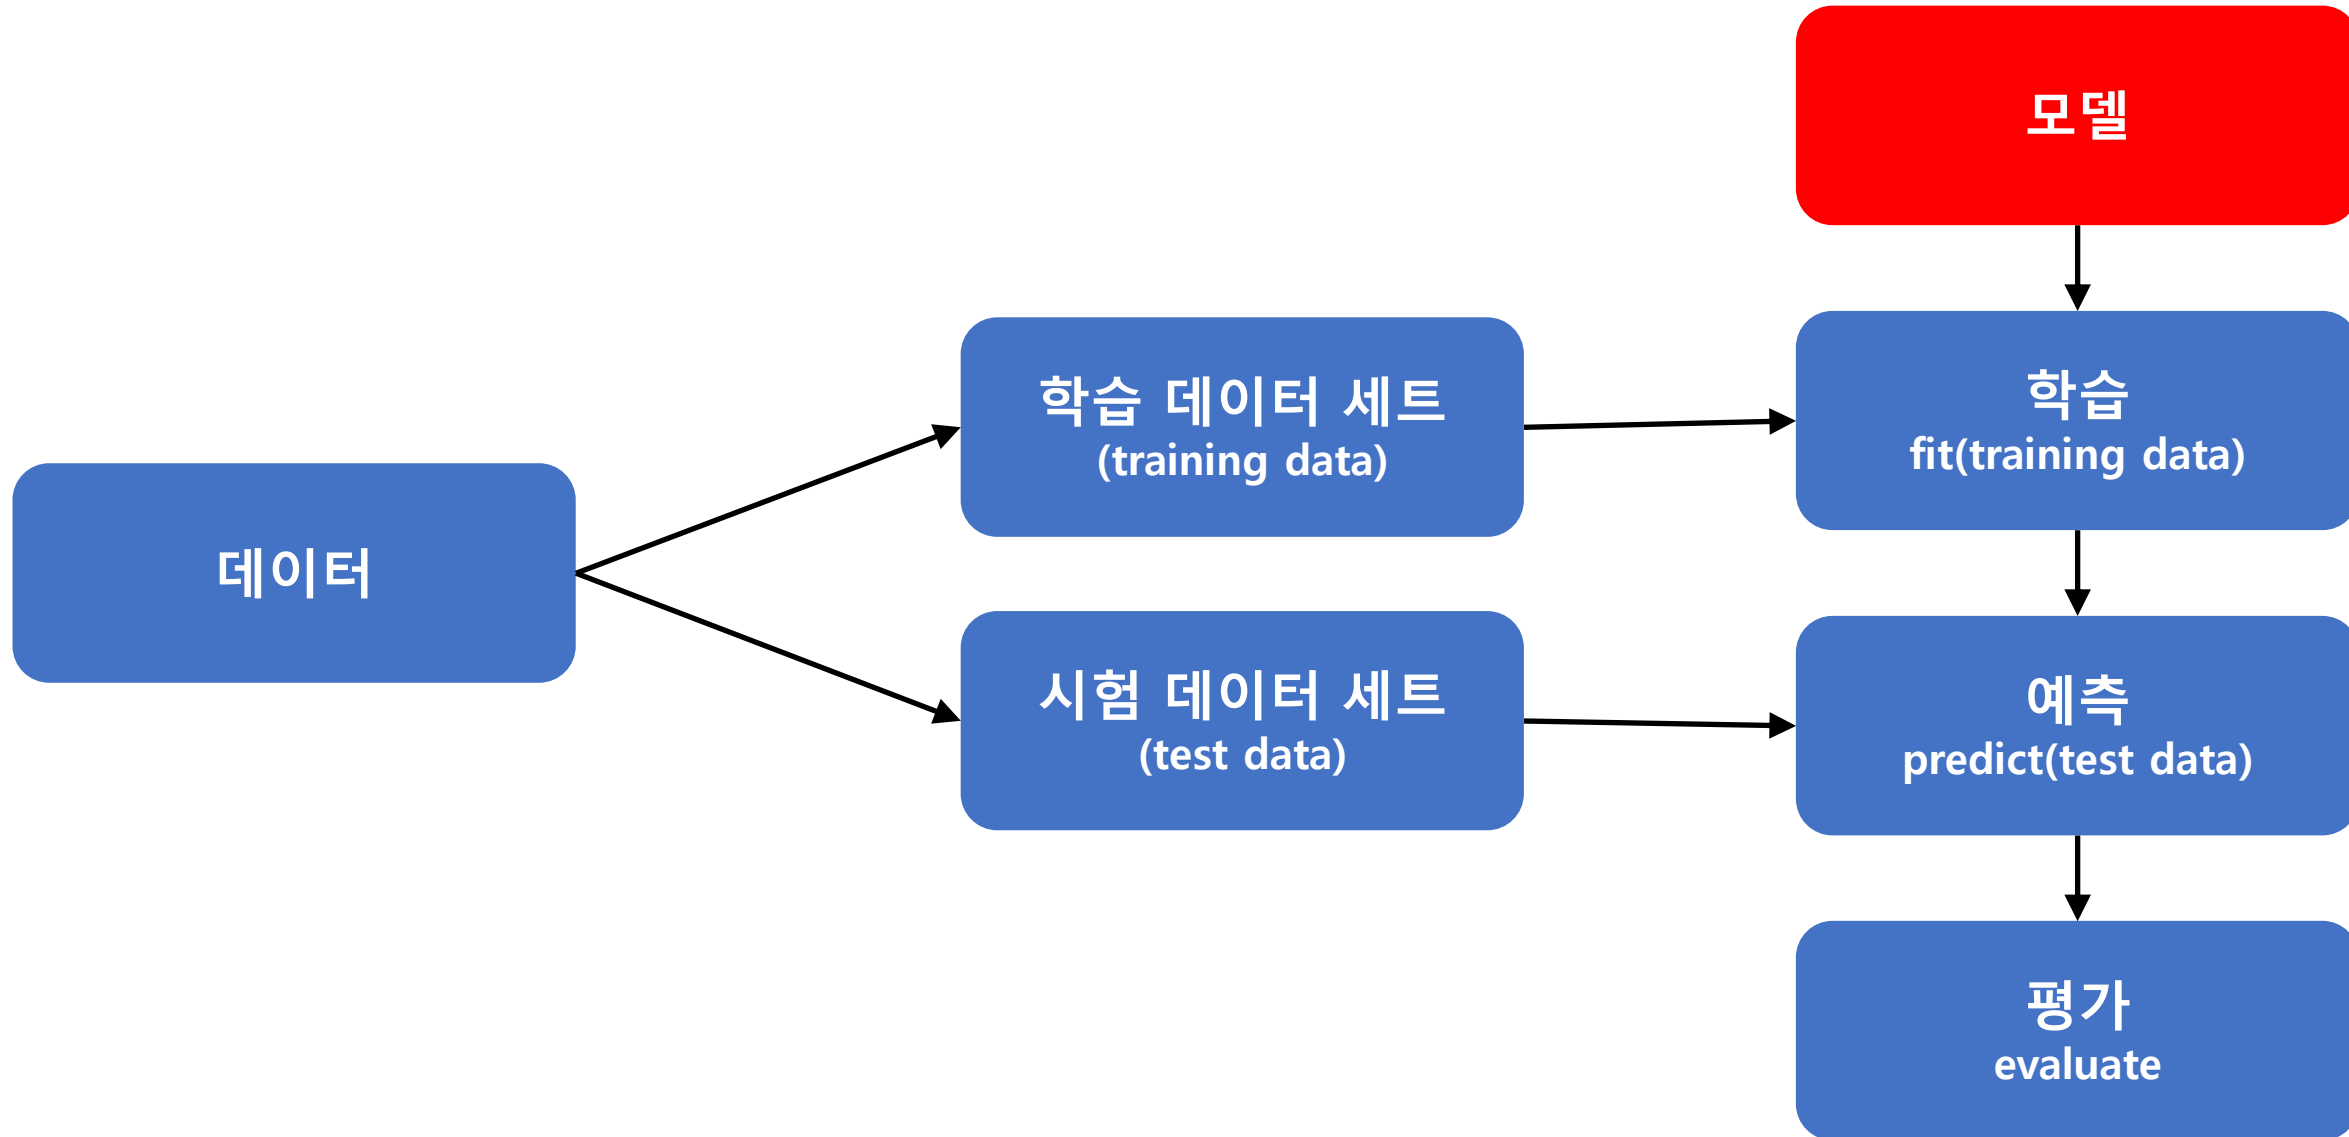 모델
학습 데이터 세트
(training data)
학습
fit(training data)
데이터
시험 데이터 세트
(test data)
예측
predict(test data)
평가
evaluate